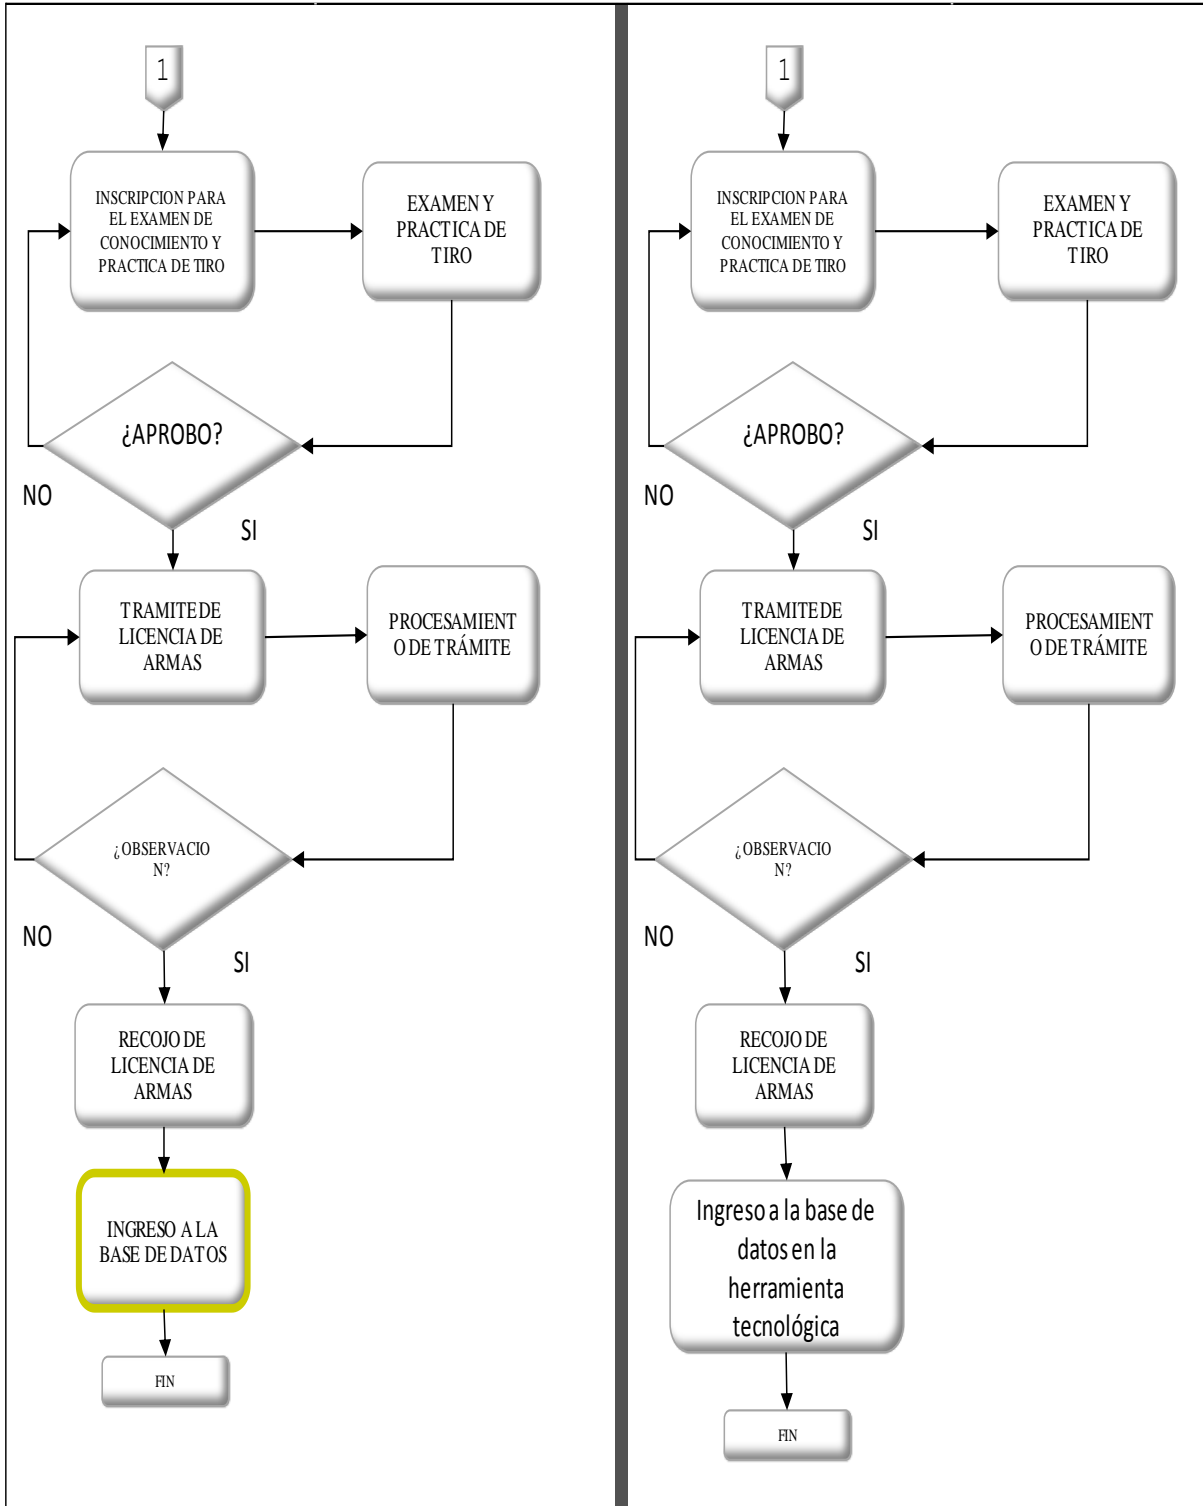 1
INSCRIPCION PARA
EL EXAMEN DE
CONOCIMIENTO Y
PRACTICA DE TIRO
EXAMEN Y
PRACTICA DE
TIRO
¿APROBO?
NO
SI
TRAMITE DE
LICENCIA DE
ARMAS
PROCESAMIENT
O DE TRÁMITE
¿OBSERVACIO
N?
NO
SI
RECOJO DE
LICENCIA DE
ARMAS
INGRESO A LA
BASE DE DATOS
FIN
1
INSCRIPCION PARA
EL EXAMEN DE
CONOCIMIENTO Y
PRACTICA DE TIRO
EXAMEN Y
PRACTICA DE
TIRO
¿APROBO?
NO
SI
TRAMITE DE
LICENCIA DE
ARMAS
PROCESAMIENT
O DE TRÁMITE
¿OBSERVACIO
N?
NO
SI
RECOJO DE
LICENCIA DE
ARMAS
Ingreso a la base de
datos en la
herramienta
tecnológica
FIN